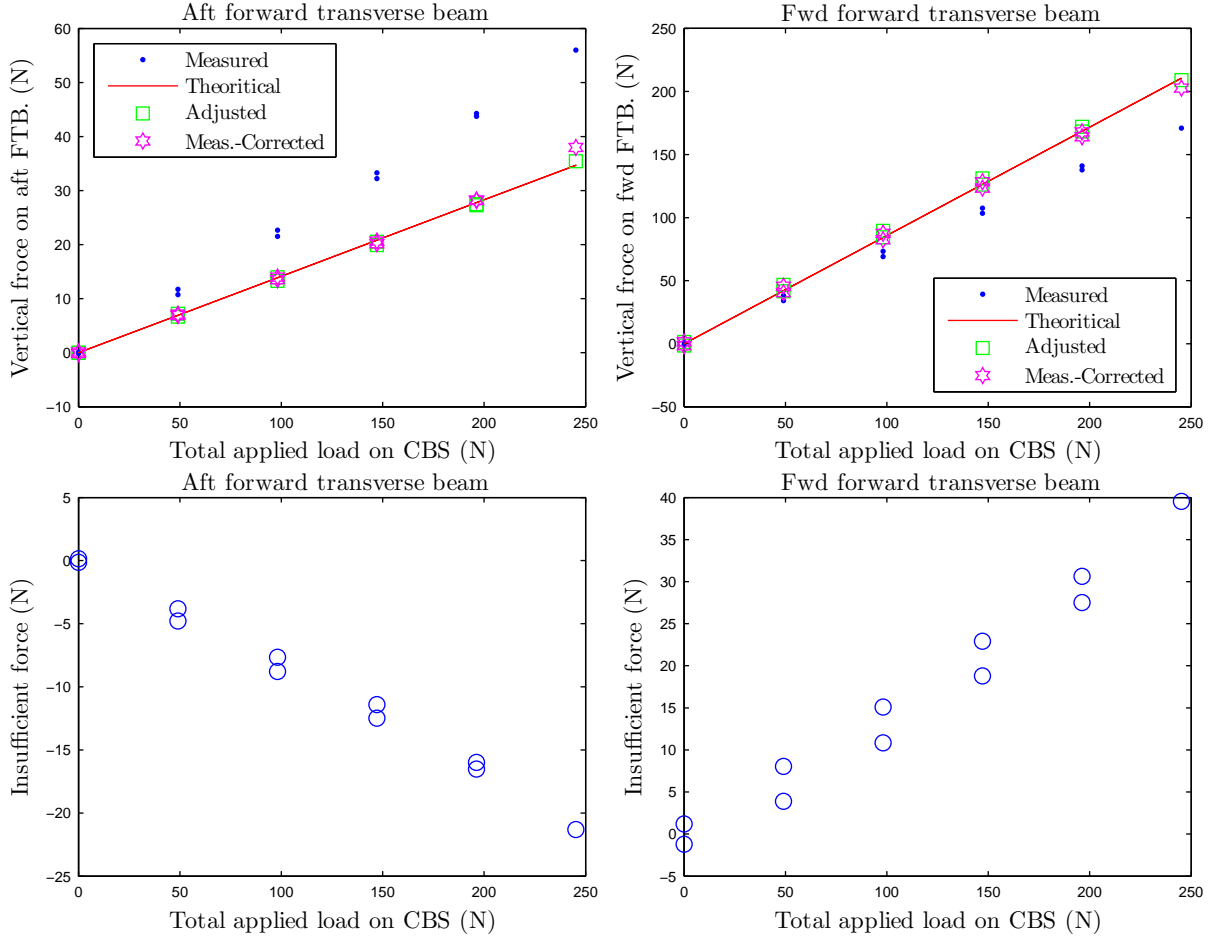 Aft forward transverse beam
60
50
40
30
20
10
0
−10
0 50 100 150 200 250
Vertical froce on aft FTB. (N)
Total applied load on CBS (N)
Measured
Theoritical
Adjusted
Meas.-Corrected
Fwd forward transverse beam
250
200
150
100
50
0
−50
0 50 100 150 200 250
Vertical froce on fwd FTB. (N)
Total applied load on CBS (N)
Measured
Theoritical
Adjusted
Meas.-Corrected
Aft forward transverse beam
5
0
−5
−10
−15
−20
−25
0 50 100 150 200 250
Insufficient force (N)
Total applied load on CBS (N)
Fwd forward transverse beam
40
35
30
25
20
15
10
5
0
−5
0 50 100 150 200 250
Insufficient force (N)
Total applied load on CBS (N)